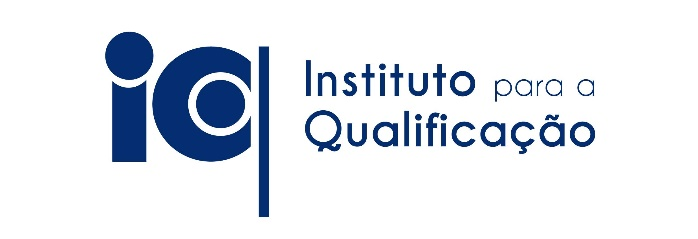 iq
Instituto para a
Qualificação